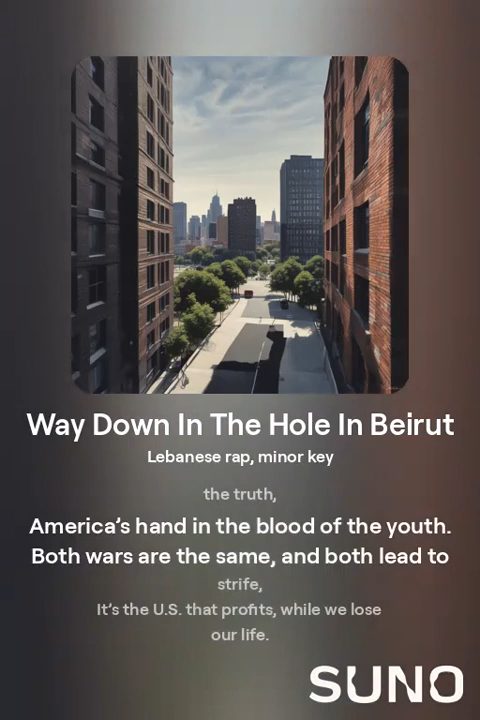 Way Down In The Hole In Beirut
Lebanese rap, minor key
the truth,
America’s hand in the blood of the youth.
Both wars are the same, and both lead to
strife,
It’s the U.S. that profits, while we lose
our life.
SUNO